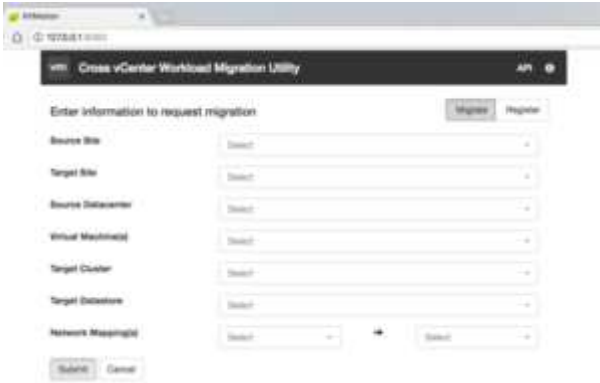 127.0.0.1
vm Cross vCenter Workload Migration Utility API
Enter information to request migration Migrate Register
Source Site Select
Target Site Select
Source Datacenter Select
Virtual Machine(s) Select
Target Cluster Select
Target Datastore Select
Network Mapping(s) Select → Select
Submit Cancel